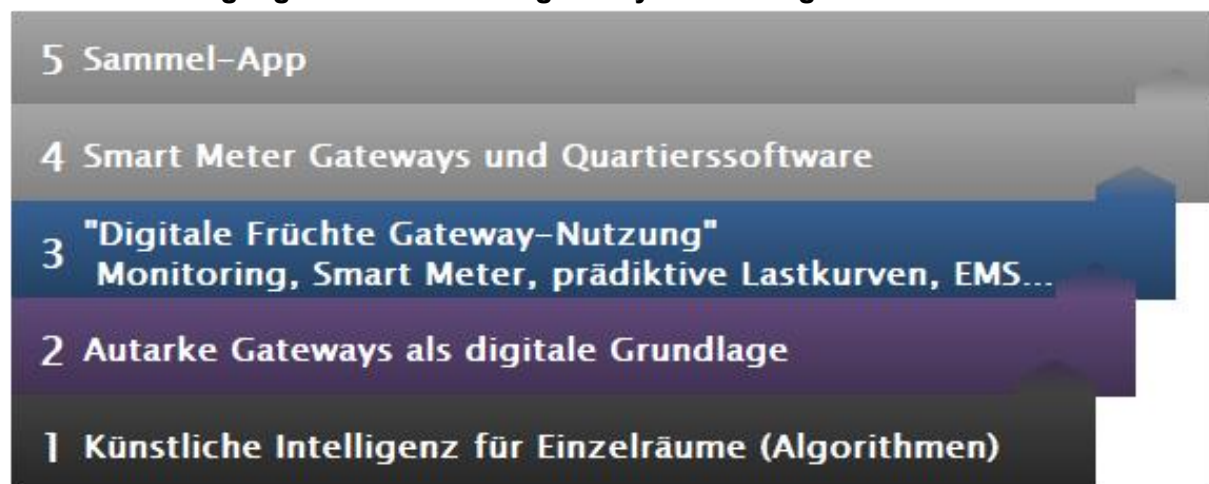 5 Sammel-App
4 Smart Meter Gateways und Quartierssoftware
3 "Digitale Früchte Gateway-Nutzung"
Monitoring, Smart Meter, prädiktive Lastkurven, EMS...
2 Autarke Gateways als digitale Grundlage
1 Künstliche Intelligenz für Einzelräume (Algorithmen)